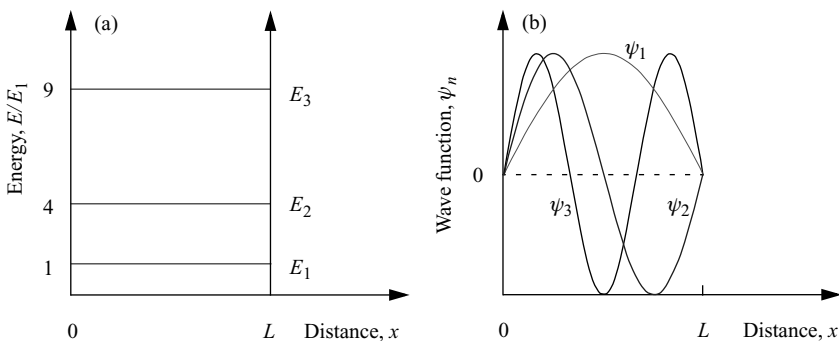 (a)
Energy, E/E₁
9
4
1
E₃
E₂
E₁
0
L
Distance, x
(b)
Wave function, ψₙ
0
ψ₁
ψ₃
ψ₂
0
L
Distance, x